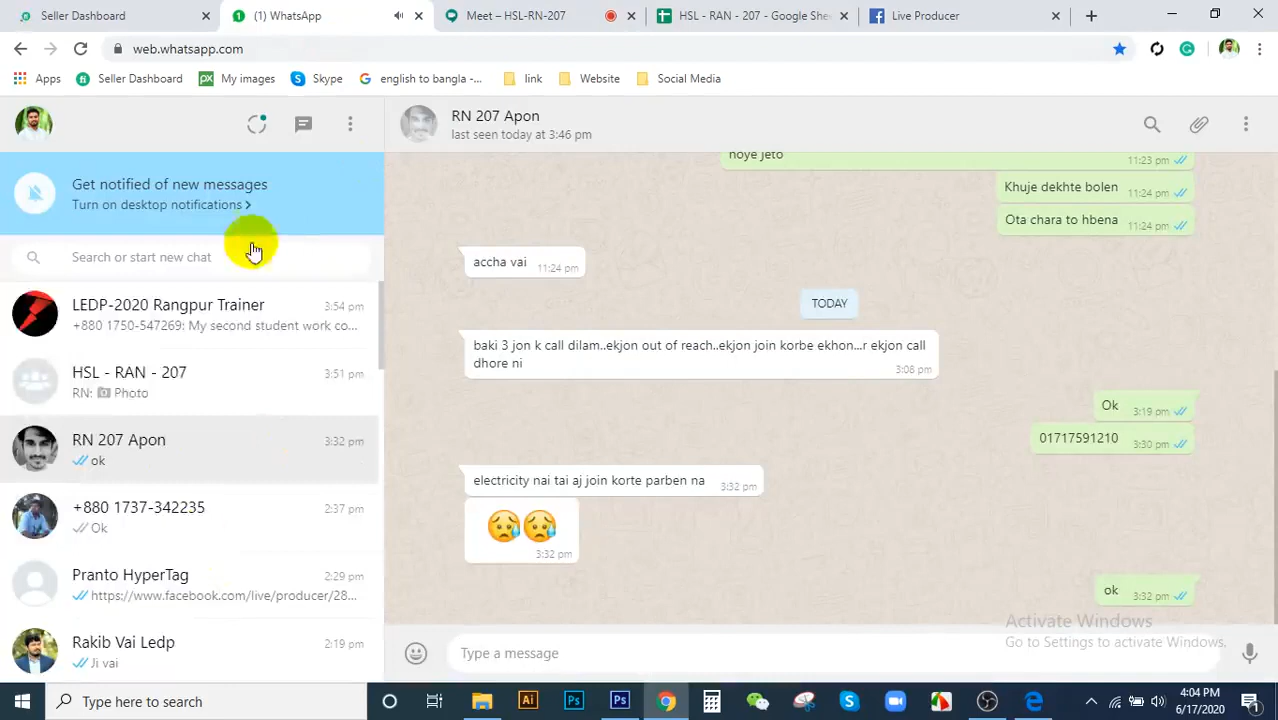 Seller Dashboard
(1) WhatsApp
Meet – HSL-RN-207
HSL - RAN - 207 - Google She
Live Producer
web.whatsapp.com
Apps
Seller Dashboard
My images
Skype
english to bangla -...
link
Website
Social Media
RN 207 Apon
last seen today at 3:46 pm
Get notified of new messages
Turn on desktop notifications >
Search or start new chat
LEDP-2020 Rangpur Trainer 3:54 pm
+880 1750-547269: My second student work co...
HSL - RAN - 207 3:51 pm
RN: Photo
RN 207 Apon 3:32 pm
ok
+880 1737-342235 2:37 pm
Ok
Pranto HyperTag 2:29 pm
https://www.facebook.com/live/producer/28...
Rakib Vai Ledp 2:19 pm
Ji vai
noye jeto 11:23 pm
Khuje dekhte bolen 11:24 pm
Ota chara to hbena 11:24 pm
accha vai 11:24 pm
TODAY
baki 3 jon k call dilam..ekjon out of reach..ekjon join korbe ekhon...r ekjon call
dhore ni 3:08 pm
Ok 3:19 pm
01717591210 3:30 pm
electricity nai tai aj join korte parben na 3:32 pm
3:32 pm
ok 3:32 pm
Activate Windows
Go to Settings to activate Windows.
Type a message
Type here to search
4:04 PM
6/17/2020